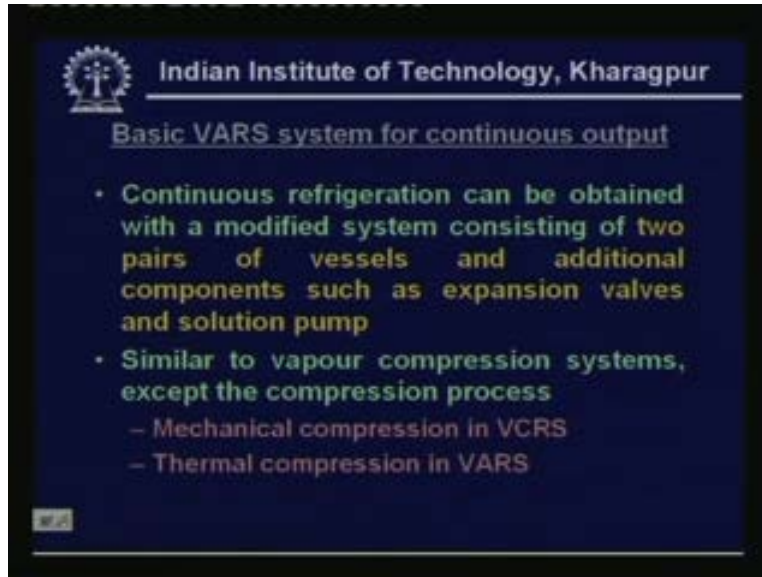 Indian Institute of Technology, Kharagpur
Basic VARS system for continuous output
• Continuous refrigeration can be obtained
with a modified system consisting of two
pairs of vessels and additional
components such as expansion valves
and solution pump
• Similar to vapour compression systems,
except the compression process
– Mechanical compression in VCRS
– Thermal compression in VARS